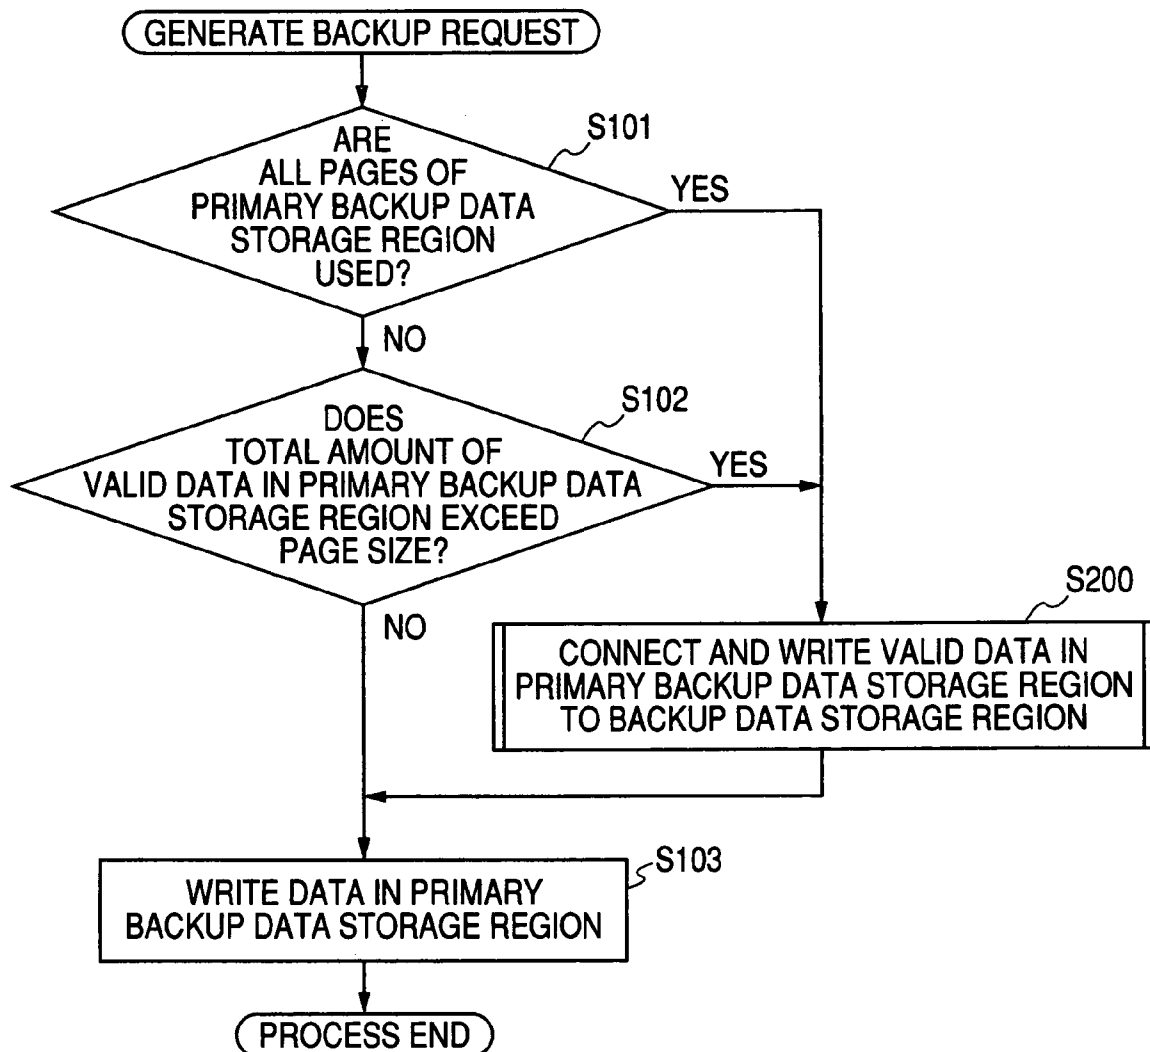 GENERATE BACKUP REQUEST
S101
ARE
ALL PAGES OF
PRIMARY BACKUP DATA
STORAGE REGION
USED?
YES
NO
S102
DOES
TOTAL AMOUNT OF
VALID DATA IN PRIMARY BACKUP DATA
STORAGE REGION EXCEED
PAGE SIZE?
YES
NO
S200
CONNECT AND WRITE VALID DATA IN
PRIMARY BACKUP DATA STORAGE REGION
TO BACKUP DATA STORAGE REGION
S103
WRITE DATA IN PRIMARY
BACKUP DATA STORAGE REGION
PROCESS END